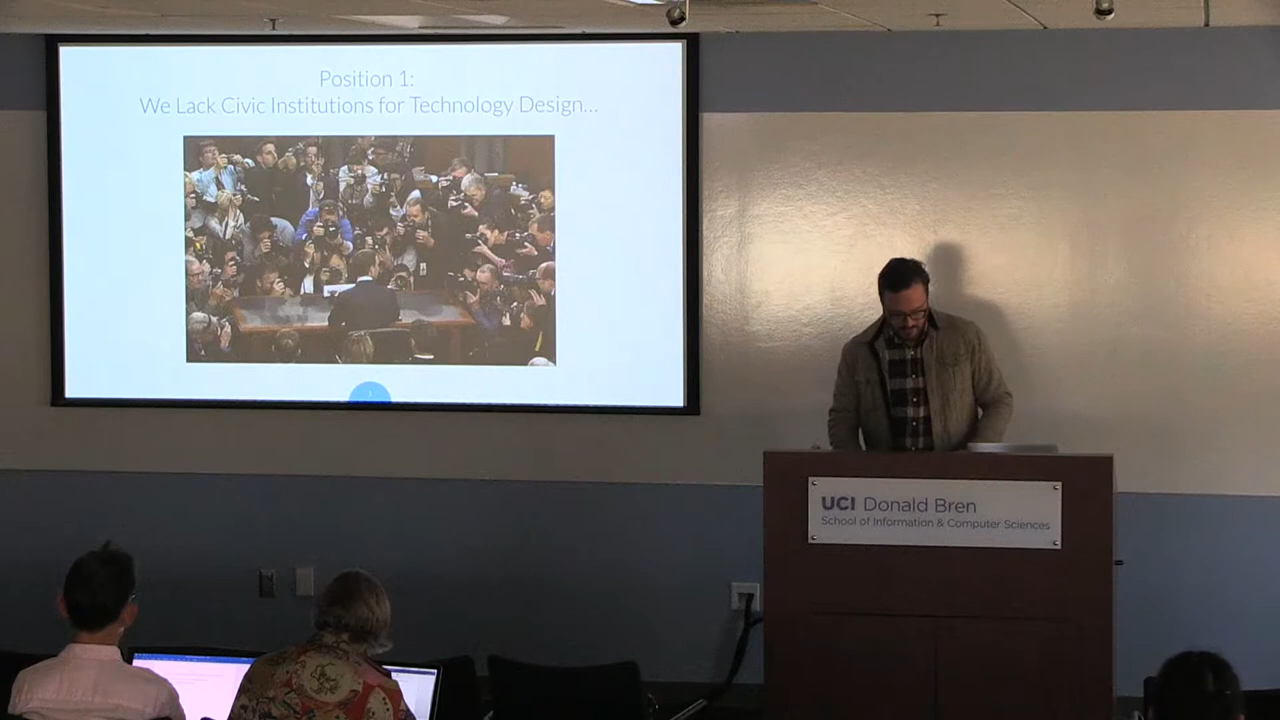 Position 1:
We Lack Civic Institutions for Technology Design...
UCI Donald Bren
School of Information & Computer Sciences